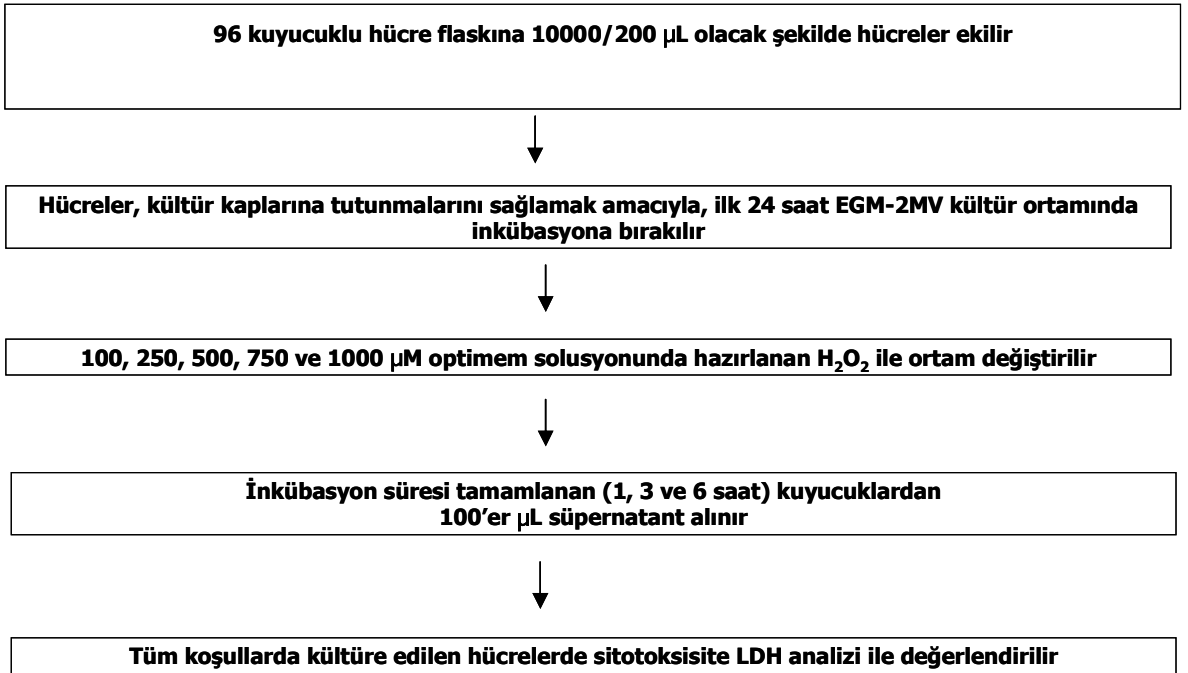 96 kuyucuklu hücre flaskına 10000/200 µL olacak şekilde hücreler ekilir
Hücreler, kültür kaplarına tutunmalarını sağlamak amacıyla, ilk 24 saat EGM-2MV kültür ortamında
inkübasyona bırakılır
100, 250, 500, 750 ve 1000 µM optimem solusyonunda hazırlanan H₂O₂ ile ortam değiştirilir
İnkübasyon süresi tamamlanan (1, 3 ve 6 saat) kuyucuklardan
100’er µL süpernatant alınır
Tüm koşullarda kültüre edilen hücrelerde sitotoksisite LDH analizi ile değerlendirilir